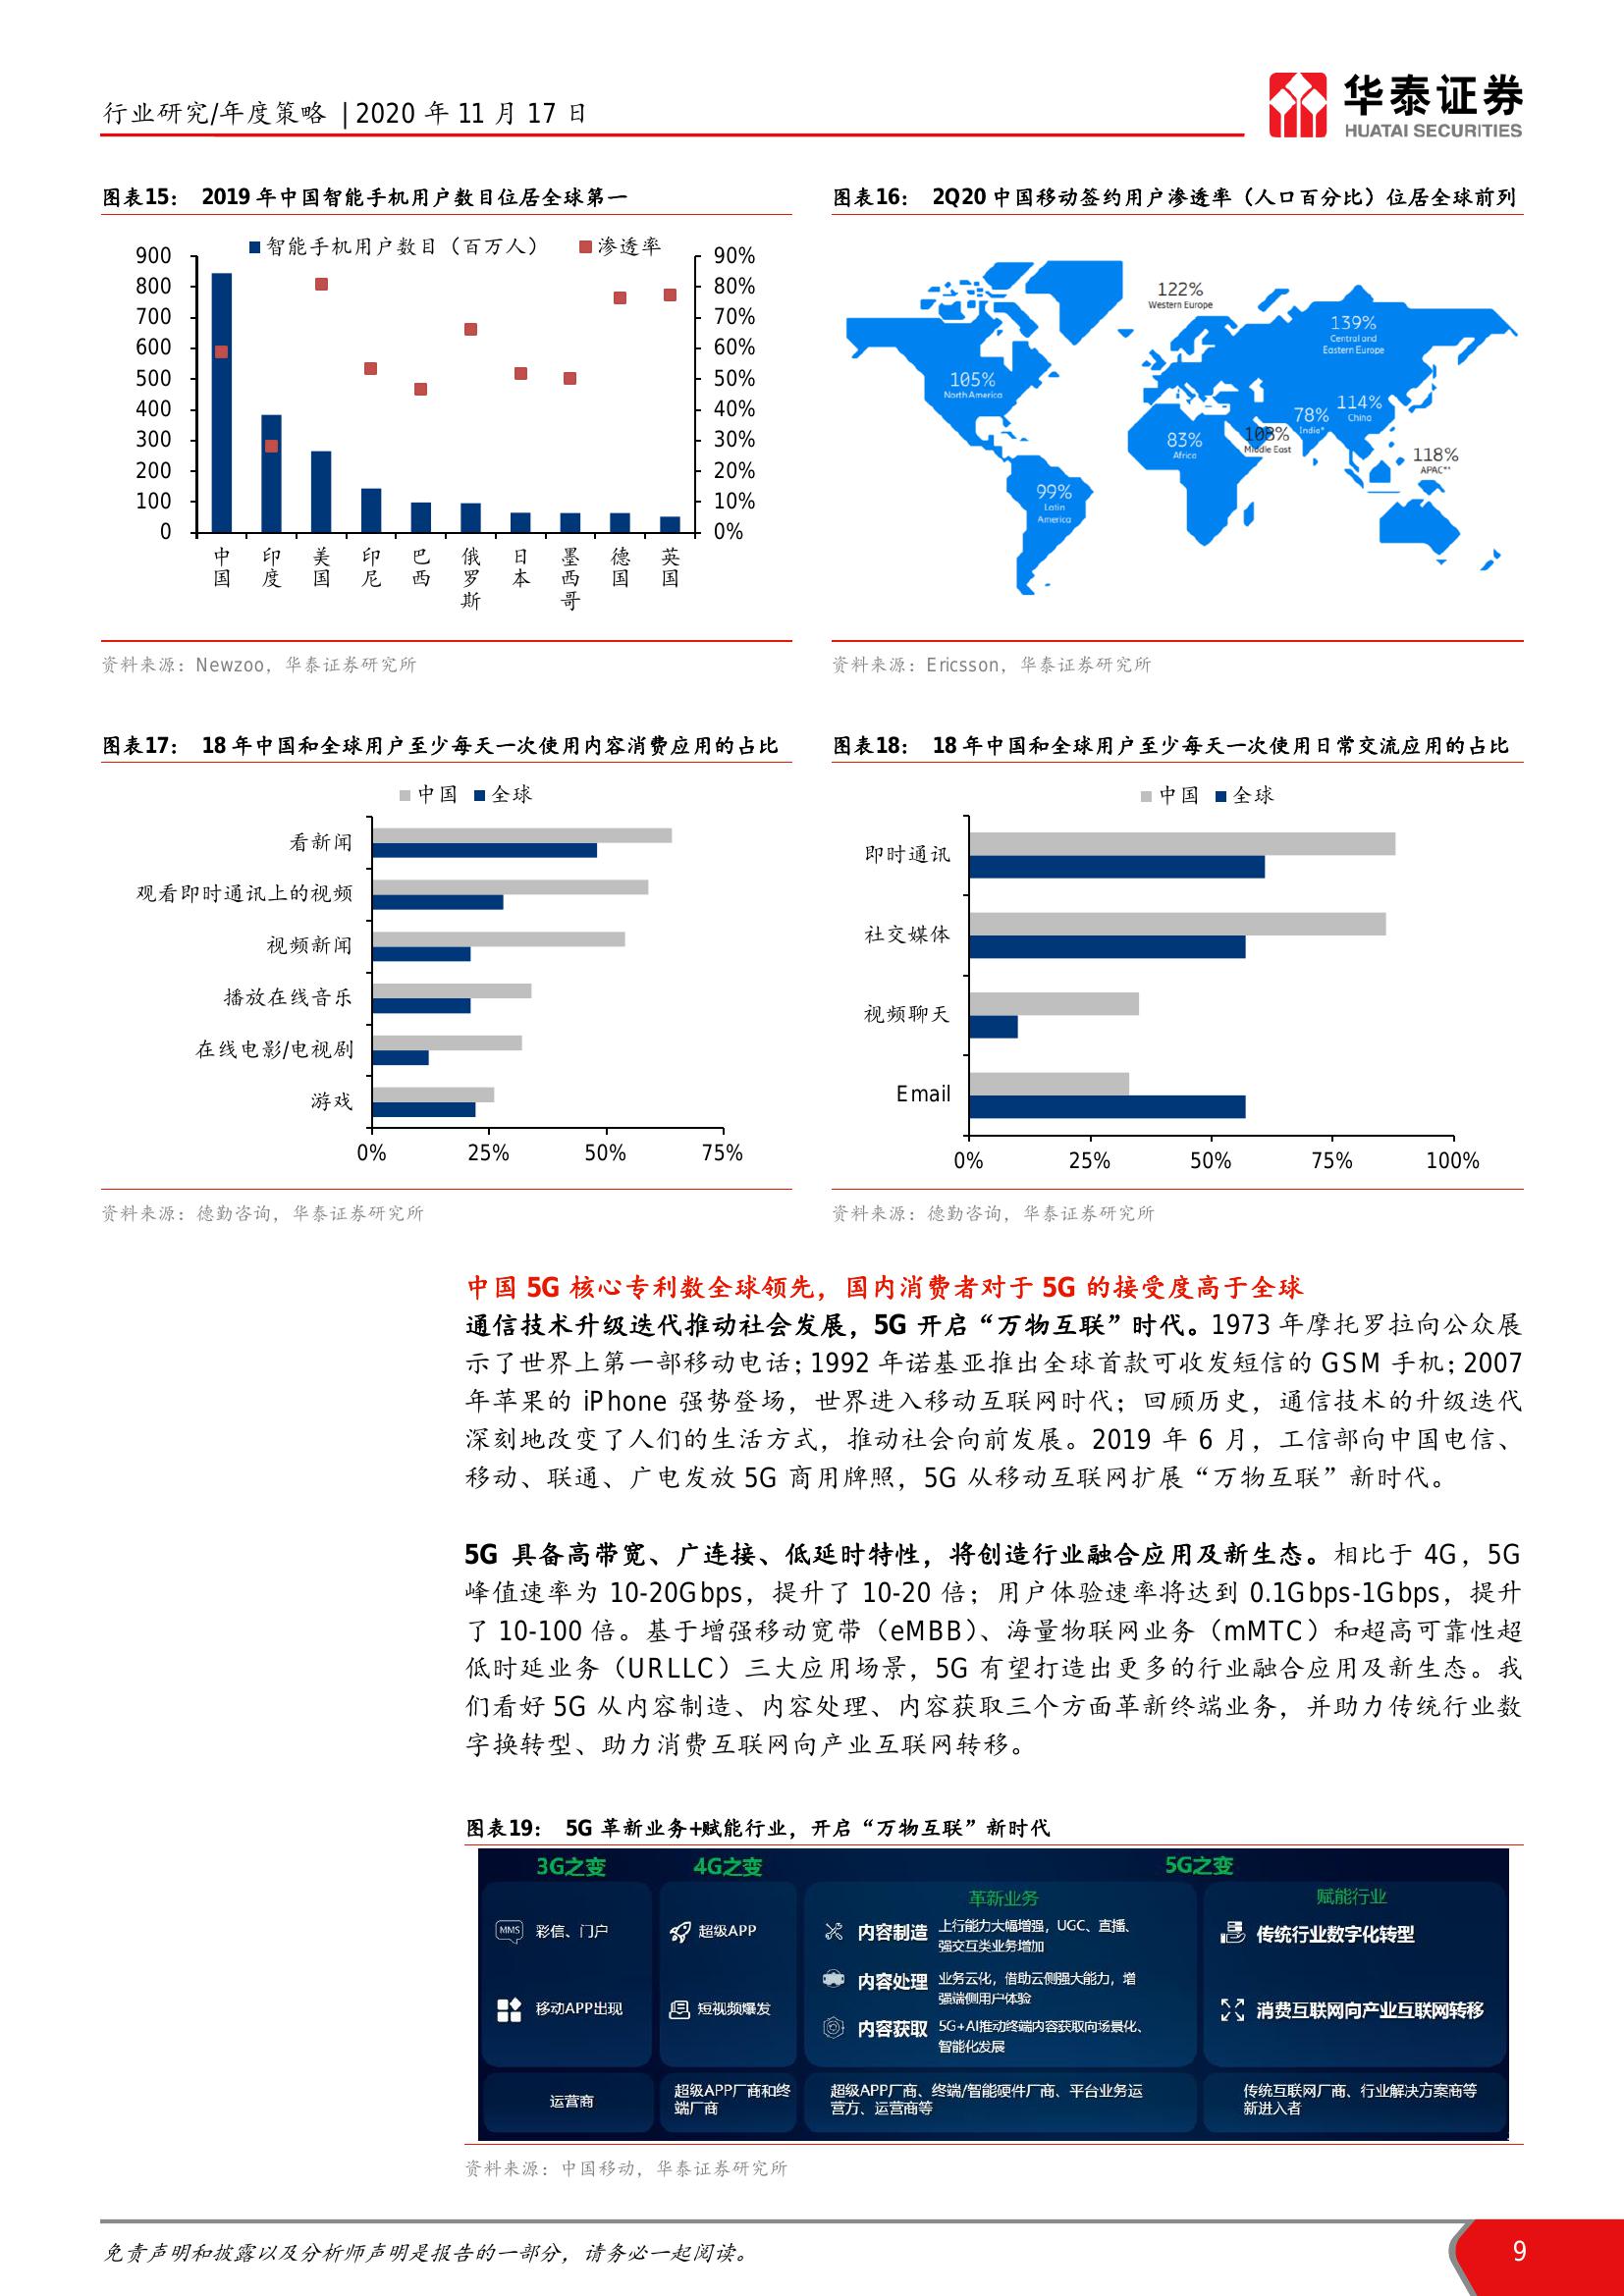 行业研究/年度策略 | 2020 年 11 月 17 日
华泰证券
HUATAI SECURITIES
图表15： 2019 年中国智能手机用户数目位居全球第一
智能手机用户数目（百万人） 渗透率
900
800
700
600
500
400
300
200
100
0
90%
80%
70%
60%
50%
40%
30%
20%
10%
0%
中国
印度
美国
印尼
巴西
俄罗斯
日本
墨西哥
德国
英国
资料来源：Newzoo，华泰证券研究所
图表16： 2Q20 中国移动签约用户渗透率（人口百分比）位居全球前列
122%
Western Europe
139%
Central and
Eastern Europe
105%
North America
114%
China
78%
India*
83%
Africa
103%
Middle East
118%
APAC**
99%
Latin
America
资料来源：Ericsson，华泰证券研究所
图表17： 18 年中国和全球用户至少每天一次使用内容消费应用的占比
中国 全球
看新闻
观看即时通讯上的视频
视频新闻
播放在线音乐
在线电影/电视剧
游戏
0% 25% 50% 75%
资料来源：德勤咨询，华泰证券研究所
图表18： 18 年中国和全球用户至少每天一次使用日常交流应用的占比
中国 全球
即时通讯
社交媒体
视频聊天
Email
0% 25% 50% 75% 100%
资料来源：德勤咨询，华泰证券研究所
中国 5G 核心专利数全球领先，国内消费者对于 5G 的接受度高于全球
通信技术升级迭代推动社会发展，5G 开启“万物互联”时代。1973 年摩托罗拉向公众展
示了世界上第一部移动电话；1992 年诺基亚推出全球首款可收发短信的 GSM 手机；2007
年苹果的 iPhone 强势登场，世界进入移动互联网时代；回顾历史，通信技术的升级迭代
深刻地改变了人们的生活方式，推动社会向前发展。2019 年 6 月，工信部向中国电信、
移动、联通、广电发放 5G 商用牌照，5G 从移动互联网扩展“万物互联”新时代。
5G 具备高带宽、广连接、低延时特性，将创造行业融合应用及新生态。相比于 4G，5G
峰值速率为 10-20Gbps，提升了 10-20 倍；用户体验速率将达到 0.1Gbps-1Gbps，提升
了 10-100 倍。基于增强移动宽带（eMBB）、海量物联网业务（mMTC）和超高可靠性超
低时延业务（URLLC）三大应用场景，5G 有望打造出更多的行业融合应用及新生态。我
们看好 5G 从内容制造、内容处理、内容获取三个方面革新终端业务，并助力传统行业数
字换转型、助力消费互联网向产业互联网转移。
图表19： 5G 革新业务+赋能行业，开启“万物互联”新时代
3G之变
MMS 彩信、门户
移动APP出现
运营商
4G之变
超级APP
短视频爆发
超级APP厂商和终
端厂商
5G之变
革新业务
内容制造 上行能力大幅增强，UGC、直播、
强交互类业务增加
内容处理 业务云化，借助云侧强大能力，增
强端侧用户体验
内容获取 5G+AI推动终端内容获取向场景化、
智能化发展
超级APP厂商、终端/智能硬件厂商、平台业务运
营方、运营商等
赋能行业
传统行业数字化转型
消费互联网向产业互联网转移
传统互联网厂商、行业解决方案商等
新进入者
资料来源：中国移动，华泰证券研究所
免责声明和披露以及分析师声明是报告的一部分，请务必一起阅读。
9